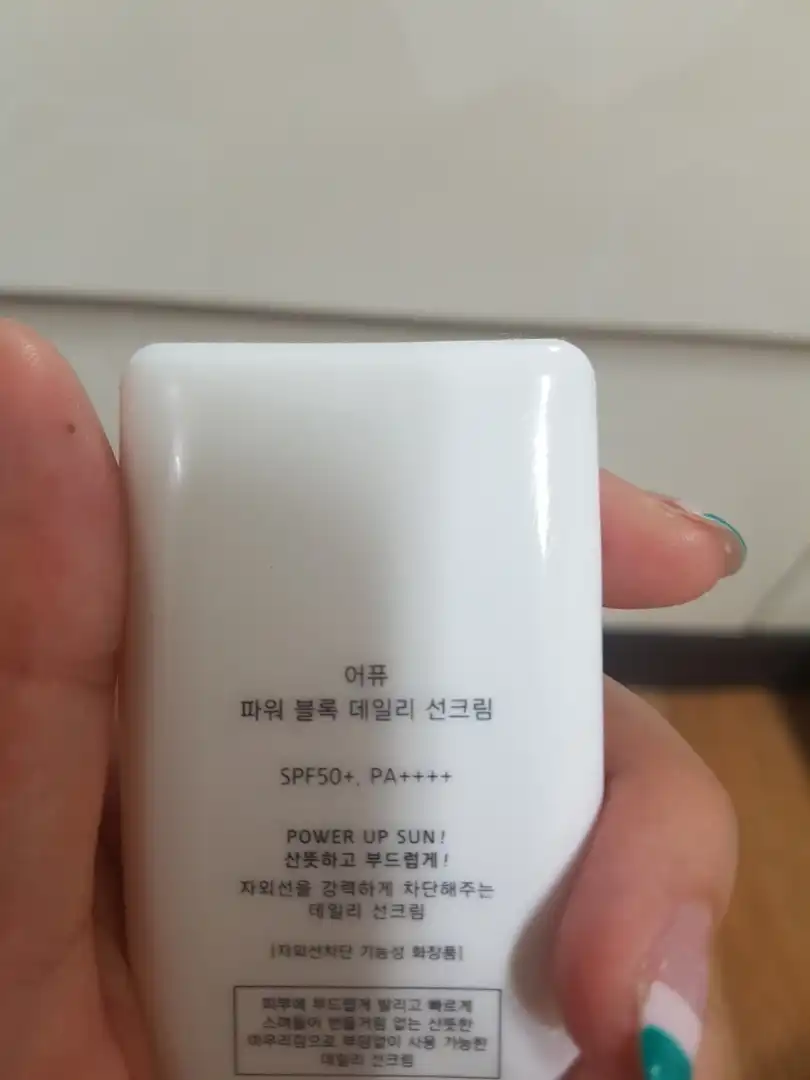 어퓨
파워 블록 데일리 선크림
SPF50+, PA++++
POWER UP SUN!
산뜻하고 부드럽게!
자외선을 강력하게 차단해주는
데일리 선크림
[자외선차단 기능성 화장품]
피부에 부드럽게 발리고 빠르게
스며들어 번들거림 없는 산뜻한
마무리감으로 부담없이 사용 가능한
데일리 선크림